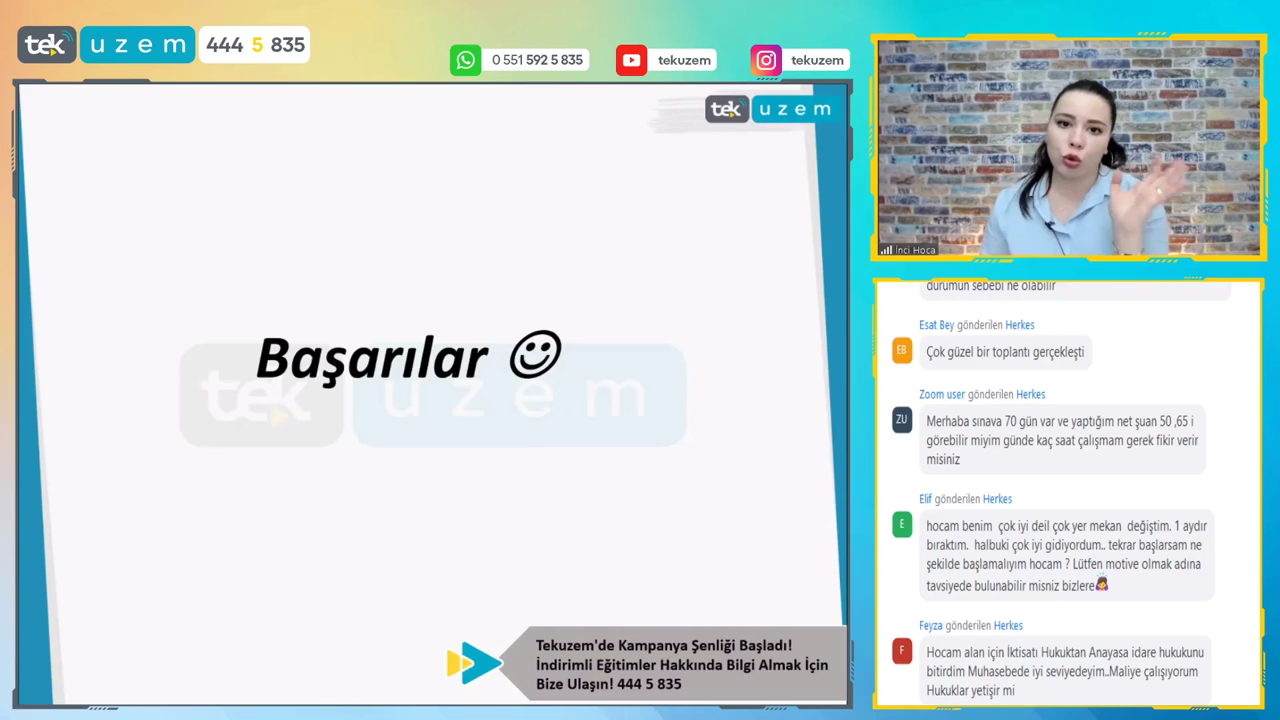 tek uzem 444 5 835
0 551 592 5 835
tekuzem
tekuzem
tek uzem
Başarılar ☺
tek uzem
Tekuzem'de Kampanya Şenliği Başladı!
İndirimli Eğitimler Hakkında Bilgi Almak İçin
Bize Ulaşın! 444 5 835
İnci Hoca
durumun sebebi ne olabilir
Esat Bey gönderilen Herkes
EB
Çok güzel bir toplantı gerçekleşti
Zoom user gönderilen Herkes
ZU
Merhaba sınava 70 gün var ve yaptığım net şuan 50 ,65 i
görebilir miyim günde kaç saat çalışmam gerek fikir verir
misiniz
Elif gönderilen Herkes
E
hocam benim çok iyi deil çok yer mekan değiştim. 1 aydır
bıraktım. halbuki çok iyi gidiyordum.. tekrar başlarsam ne
şekilde başlamalıyım hocam ? Lütfen motive olmak adına
tavsiyede bulunabilir misniz bizlere
Feyza gönderilen Herkes
F
Hocam alan için İktisatı Hukuktan Anayasa idare hukukunu
bitirdim Muhasebede iyi seviyedeyim..Maliye çalışıyorum
Hukuklar yetişir mi